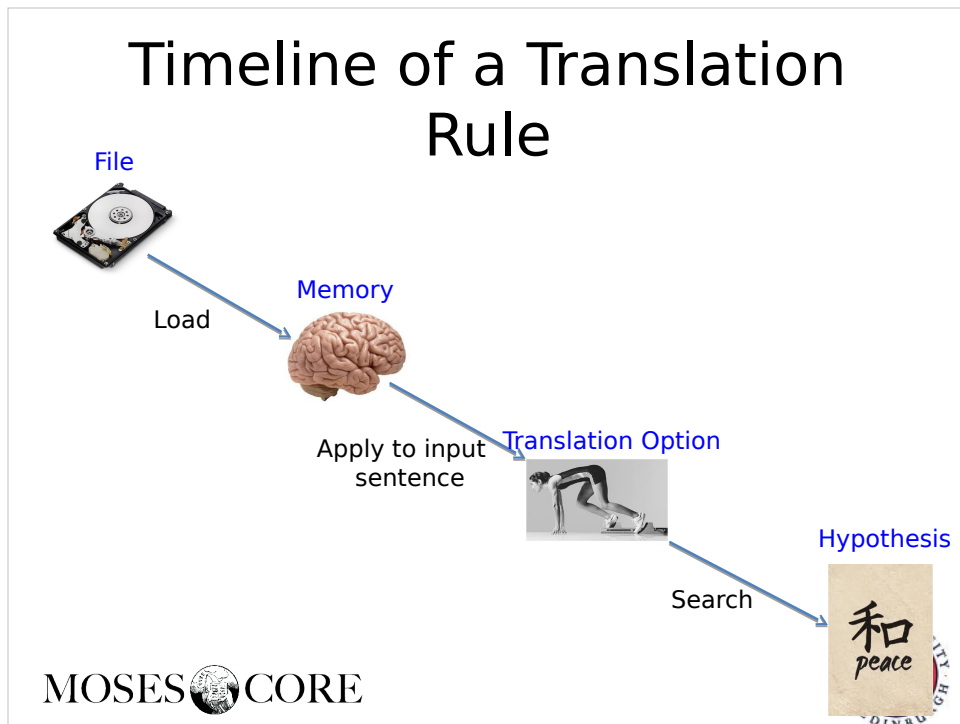 Timeline of a Translation
Rule
File
Load
Memory
Apply to input
sentence
Translation Option
Search
Hypothesis
和
peace
MOSES CORE